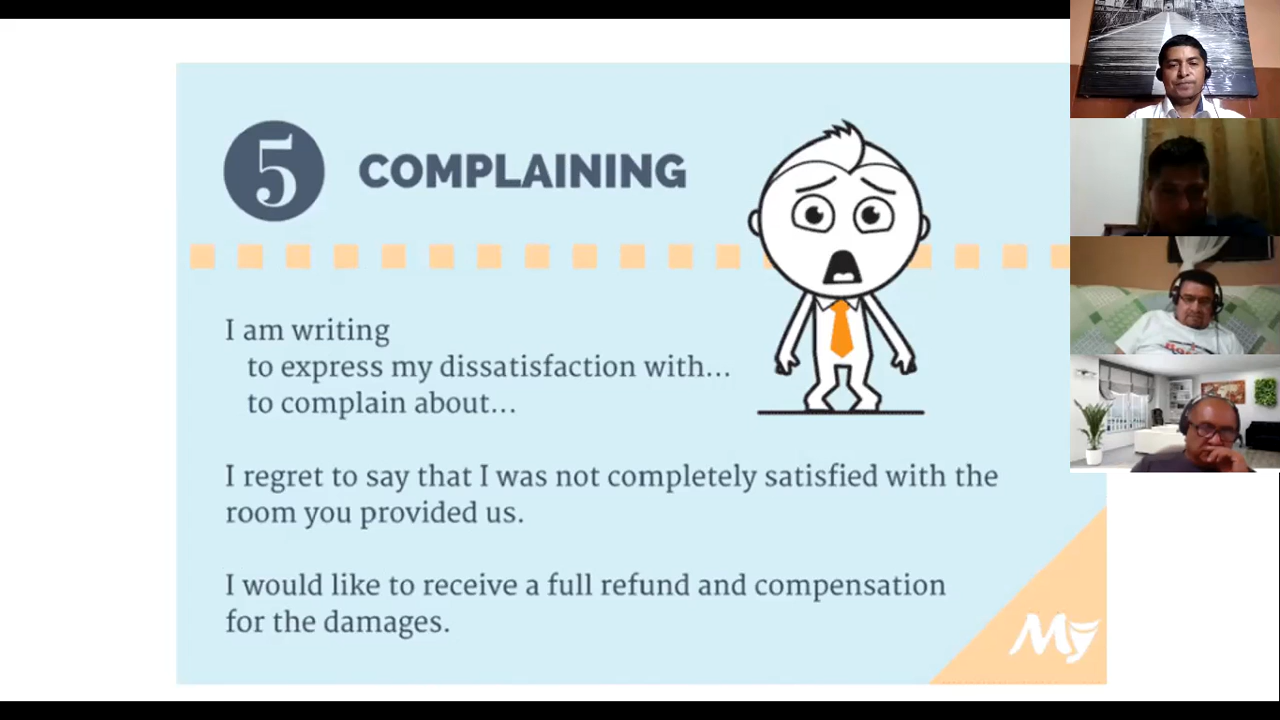 5 COMPLAINING
I am writing
to express my dissatisfaction with...
to complain about...
I regret to say that I was not completely satisfied with the
room you provided us.
I would like to receive a full refund and compensation
for the damages.
My